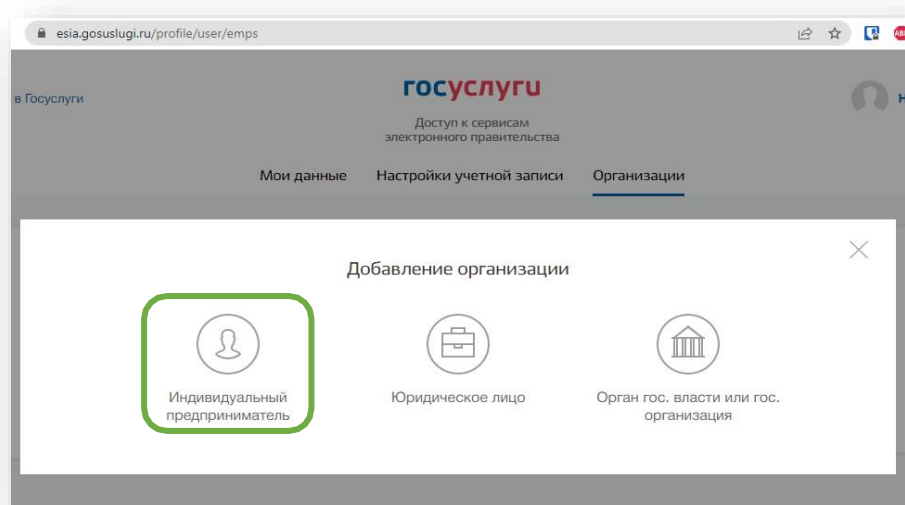 esia.gosuslugi.ru/profile/user/emps
в Госуслуги
госуслуги
Доступ к сервисам
электронного правительства
Мои данные Настройки учетной записи Организации
Добавление организации
Индивидуальный
предприниматель
Юридическое лицо
Орган гос. власти или гос.
организация